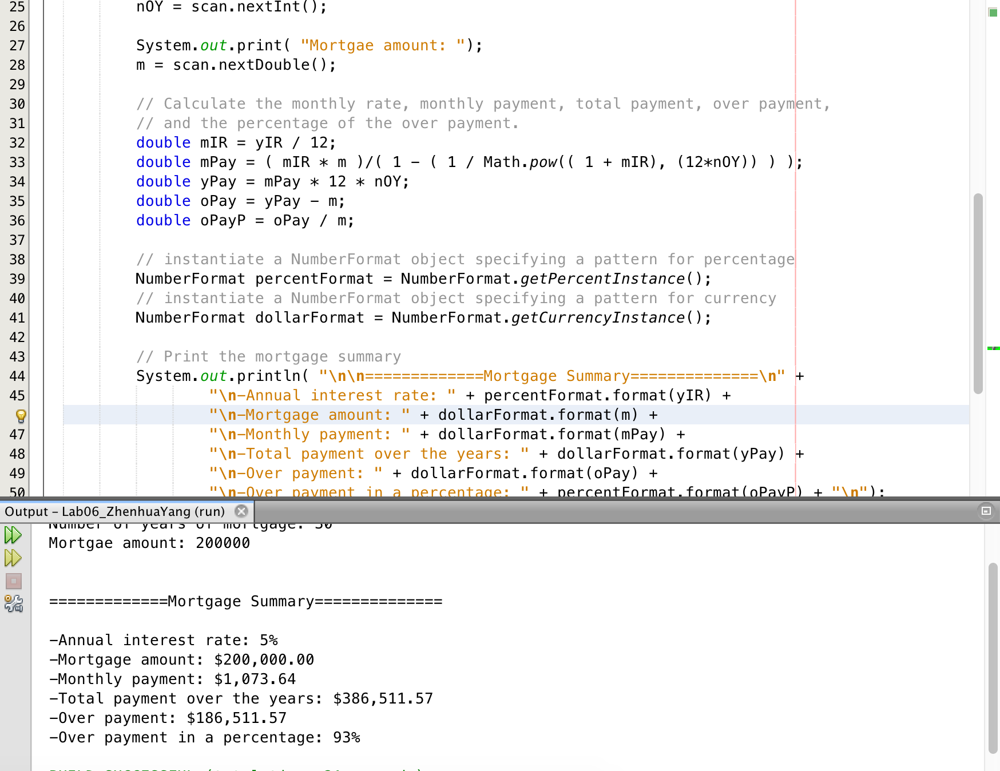 25 nOY = scan.nextInt();
26
27 System.out.print( "Mortgae amount: ");
28 m = scan.nextDouble();
29
30 // Calculate the monthly rate, monthly payment, total payment, over payment,
31 // and the percentage of the over payment.
32 double mIR = yIR / 12;
33 double mPay = ( mIR * m )/( 1 - ( 1 / Math.pow(( 1 + mIR), (12*nOY)) ) );
34 double yPay = mPay * 12 * nOY;
35 double oPay = yPay - m;
36 double oPayP = oPay / m;
37
38 // instantiate a NumberFormat object specifying a pattern for percentage
39 NumberFormat percentFormat = NumberFormat.getPercentInstance();
40 // instantiate a NumberFormat object specifying a pattern for currency
41 NumberFormat dollarFormat = NumberFormat.getCurrencyInstance();
42
43 // Print the mortgage summary
44 System.out.println( "\n\n=============Mortgage Summary==============\n" +
45 "\n-Annual interest rate: " + percentFormat.format(yIR) +
"\n-Mortgage amount: " + dollarFormat.format(m) +
47 "\n-Monthly payment: " + dollarFormat.format(mPay) +
48 "\n-Total payment over the years: " + dollarFormat.format(yPay) +
49 "\n-Over payment: " + dollarFormat.format(oPay) +
50 "\n-Over payment in a percentage: " + percentFormat.format(oPayP) + "\n");
Output - Lab06_ZhenhuaYang (run)
Number of years of mortgage: 30
Mortgae amount: 200000
=============Mortgage Summary==============
-Annual interest rate: 5%
-Mortgage amount: $200,000.00
-Monthly payment: $1,073.64
-Total payment over the years: $386,511.57
-Over payment: $186,511.57
-Over payment in a percentage: 93%